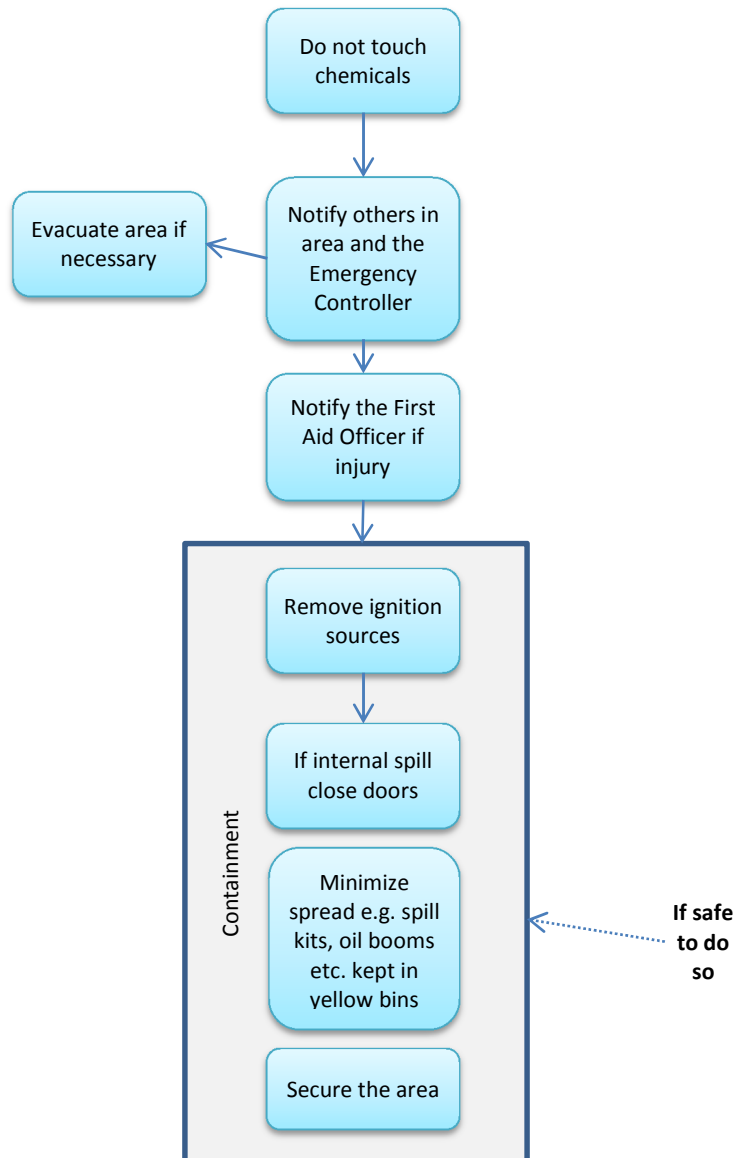 Do not touch
chemicals
Evacuate area if
necessary
Notify others in
area and the
Emergency
Controller
Notify the First
Aid Officer if
injury
Remove ignition
sources
If internal spill
close doors
Containment
Minimize
spread e.g. spill
kits, oil booms
etc. kept in
yellow bins
If safe
to do
so
Secure the area